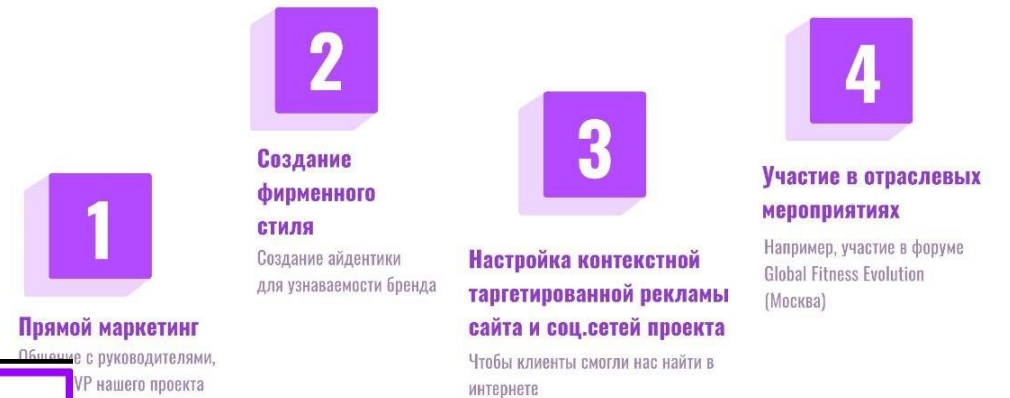 1
Прямой маркетинг
Общение с руководителями,
VP нашего проекта
2
Создание
фирменного
стиля
Создание айдентики
для узнаваемости бренда
3
Настройка контекстной
таргетированной рекламы
сайта и соц.сетей проекта
Чтобы клиенты смогли нас найти в
интернете
4
Участие в отраслевых
мероприятиях
Например, участие в форуме
Global Fitness Evolution
(Москва)